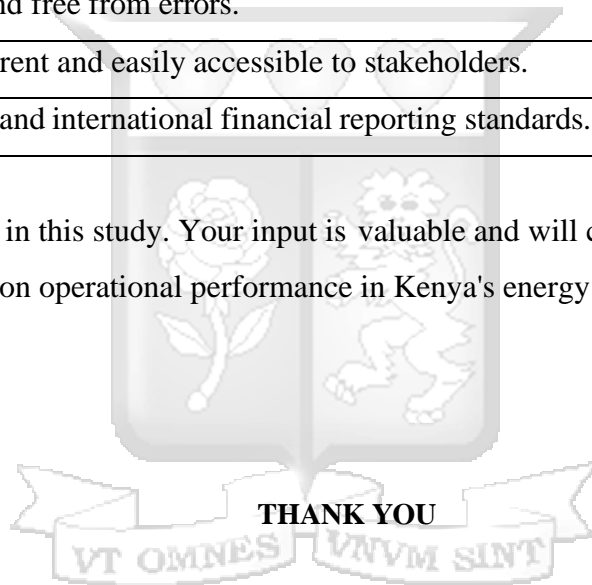 nd free from errors.
rent and easily accessible to stakeholders.
and international financial reporting standards.
in this study. Your input is valuable and will c
on operational performance in Kenya's energy
THANK YOU
VT OMNES VNVM SINT